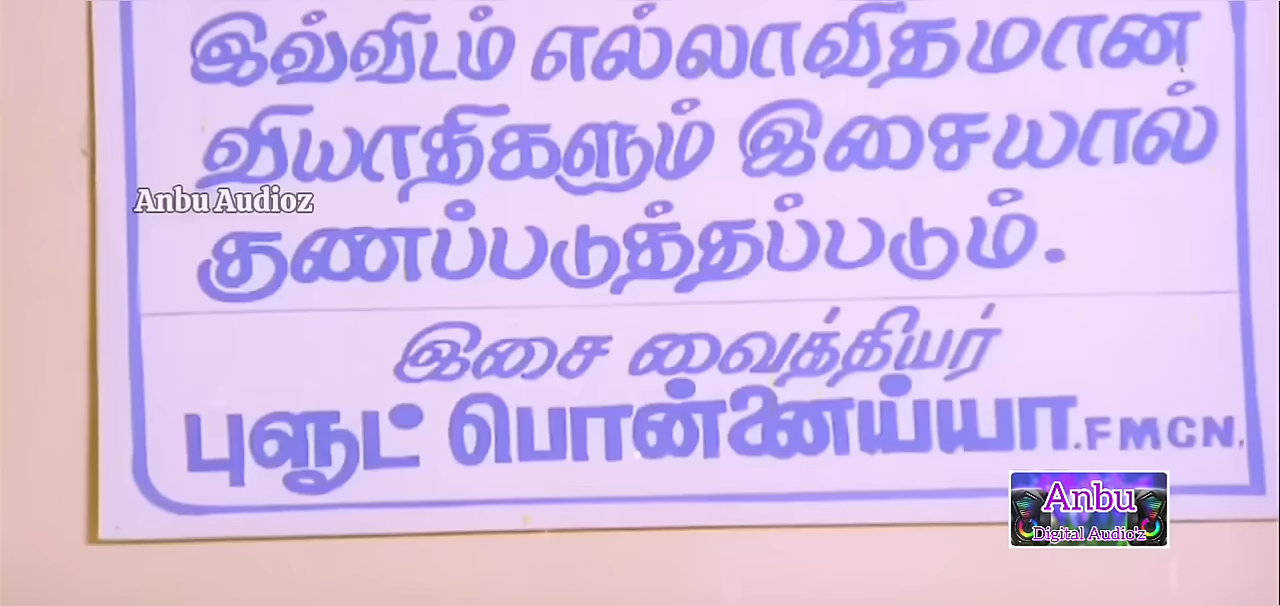 இவ்விடம் எல்லாவிதமான
வியாதிகளும் இசையால்
Anbu Audioz
குணப்படுத்தப்படும்.
இசை வைத்தியர்
புளூட் பொன்னைய்யா.FMCN.
Anbu
Digital Audio'z